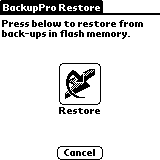 BackupPro Restore
Press below to restore from
back-ups in flash memory.
Restore
Cancel